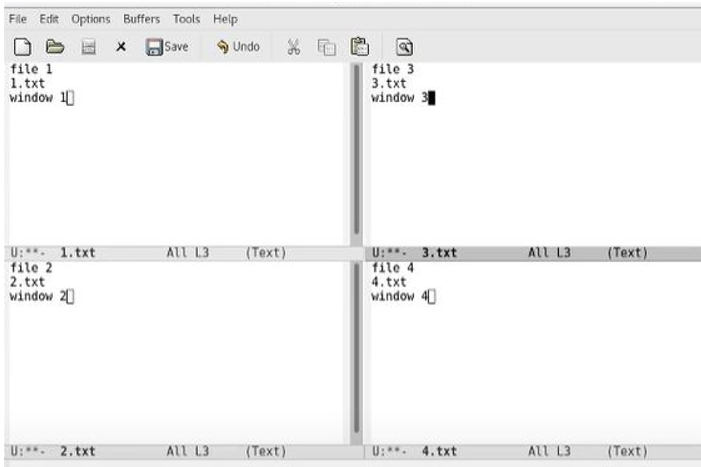 File Edit Options Buffers Tools Help
Save Undo
file 1
1.txt
window 1
U:**- 1.txt All L3 (Text)
file 3
3.txt
window 3
U:**- 3.txt All L3 (Text)
file 2
2.txt
window 2
U:**- 2.txt All L3 (Text)
file 4
4.txt
window 4
U:**- 4.txt All L3 (Text)